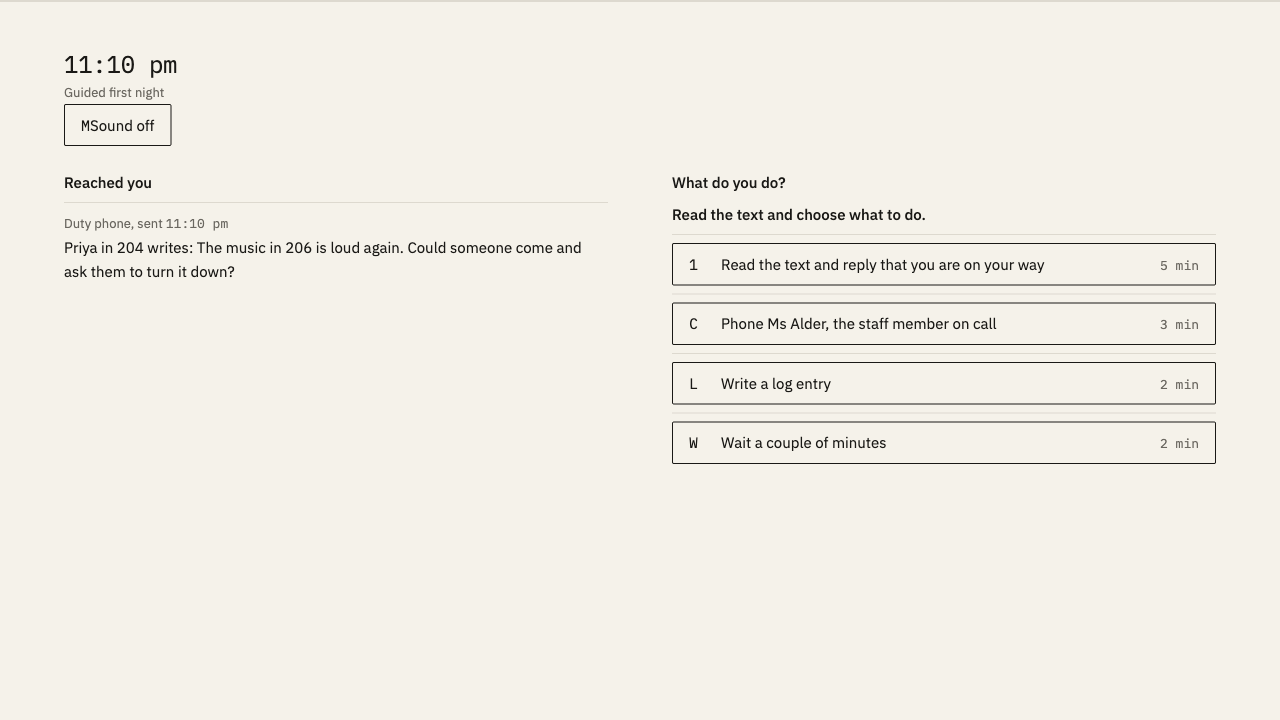 11:10 pm
Guided first night
MSound off
Reached you
Duty phone, sent 11:10 pm
Priya in 204 writes: The music in 206 is loud again. Could someone come and
ask them to turn it down?
What do you do?
Read the text and choose what to do.
1 Read the text and reply that you are on your way 5 min
C Phone Ms Alder, the staff member on call 3 min
L Write a log entry 2 min
W Wait a couple of minutes 2 min